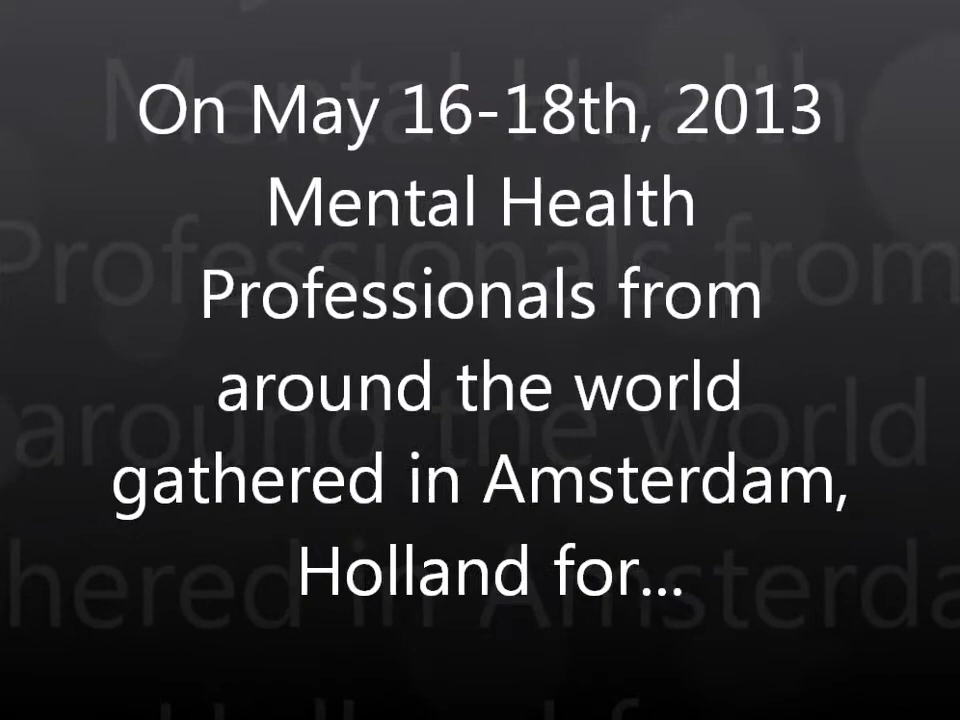 On May 16-18th, 2013
Mental Health
Professionals from
around the world
gathered in Amsterdam,
Holland for...